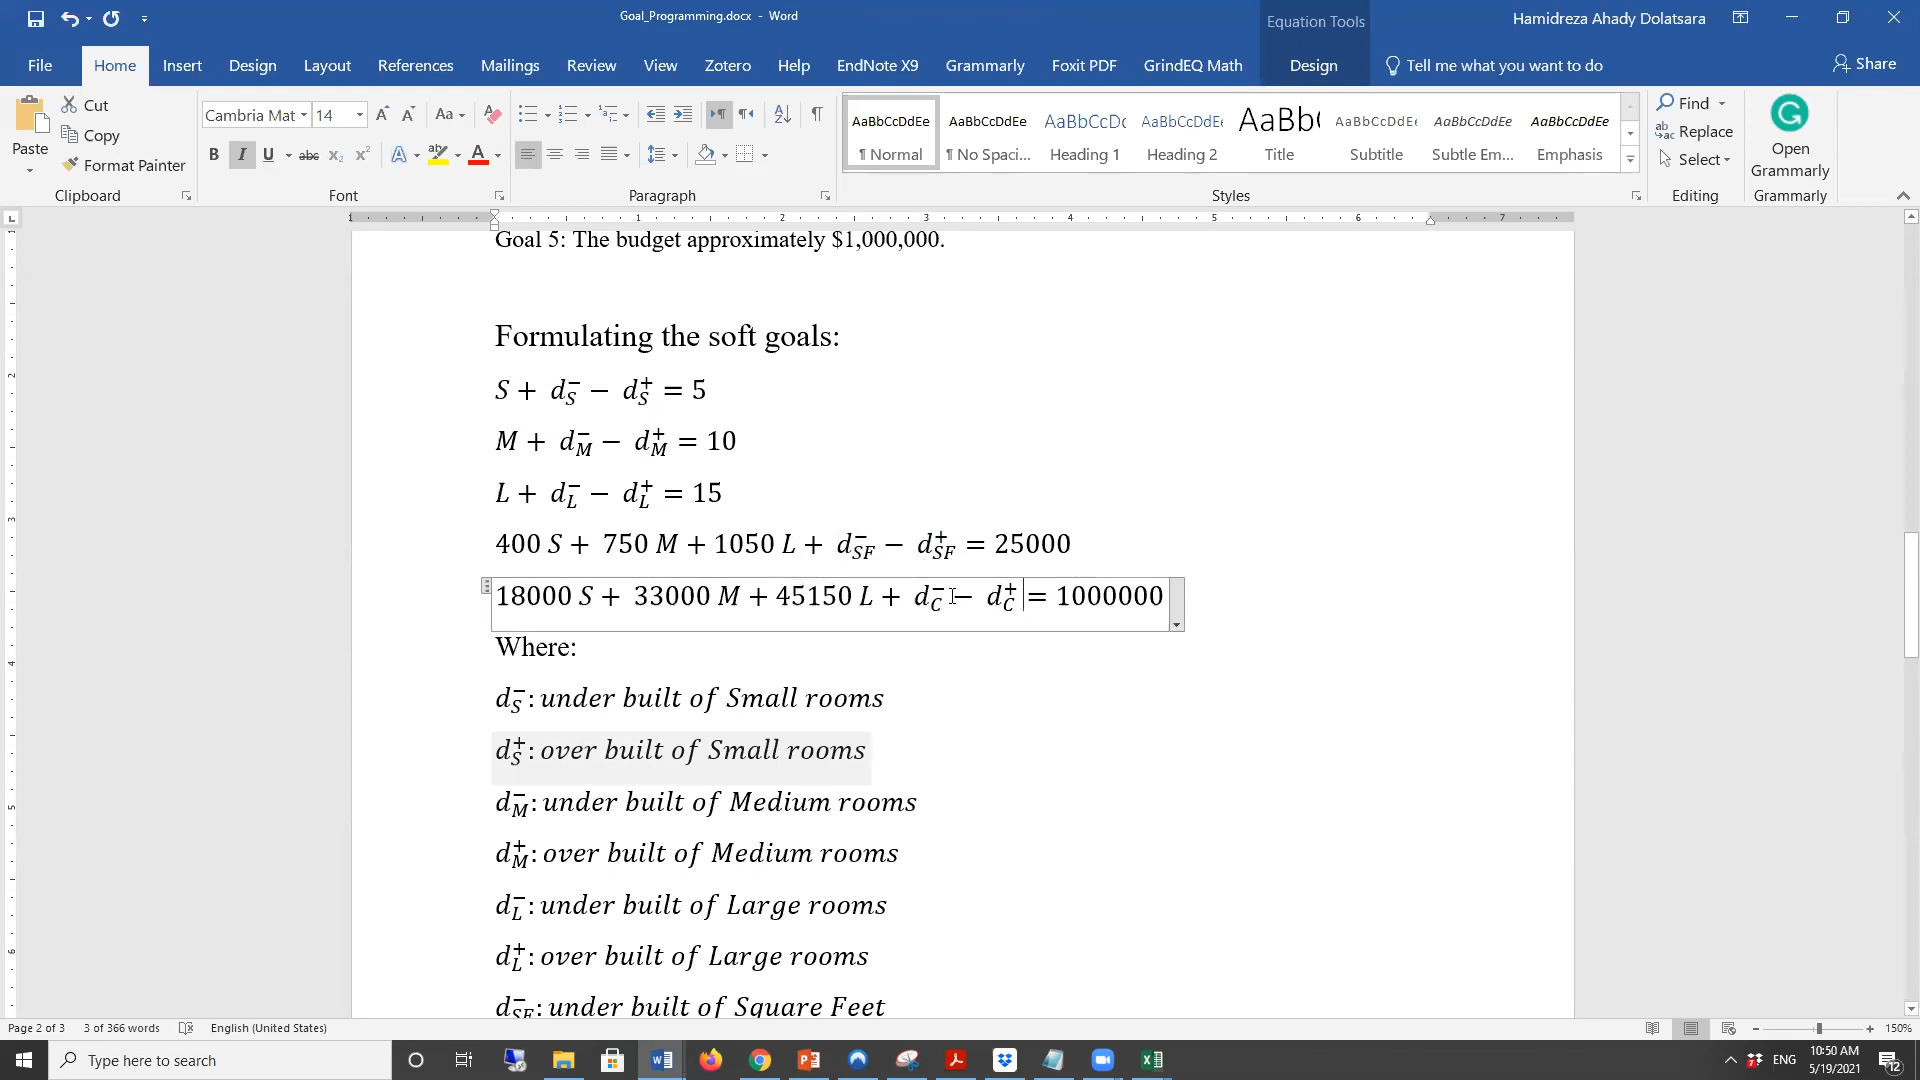 Goal_Programming.docx - Word
Equation Tools
Hamidreza Ahady Dolatsara
File Home Insert Design Layout References Mailings Review View Zotero Help EndNote X9 Grammarly Foxit PDF GrindEQ Math Design Tell me what you want to do Share
Paste
Cut
Copy
Format Painter
Clipboard
Cambria Mat 14
Font
Paragraph
AaBbCcDdEe ¶ Normal
AaBbCcDdEe ¶ No Spaci...
AaBbCcDc Heading 1
AaBbCcDdEe Heading 2
AaBb( Title
AaBbCcDdEe Subtitle
AaBbCcDdEe Subtle Em...
AaBbCcDdEe Emphasis
Styles
Find
Replace
Select
Editing
Open Grammarly
Grammarly
Goal 5: The budget approximately $1,000,000.
Formulating the soft goals:
S + d_S^- − d_S^+ = 5
M + d_M^- − d_M^+ = 10
L + d_L^- − d_L^+ = 15
400 S + 750 M + 1050 L + d_SF^- − d_SF^+ = 25000
18000 S + 33000 M + 45150 L + d_C^- − d_C^+ = 1000000
Where:
d_S^-: under built of Small rooms
d_S^+: over built of Small rooms
d_M^-: under built of Medium rooms
d_M^+: over built of Medium rooms
d_L^-: under built of Large rooms
d_L^+: over built of Large rooms
d_SF^-: under built of Square Feet
Page 2 of 3 3 of 366 words English (United States) 150%
Type here to search
ENG
10:50 AM
5/19/2021
12